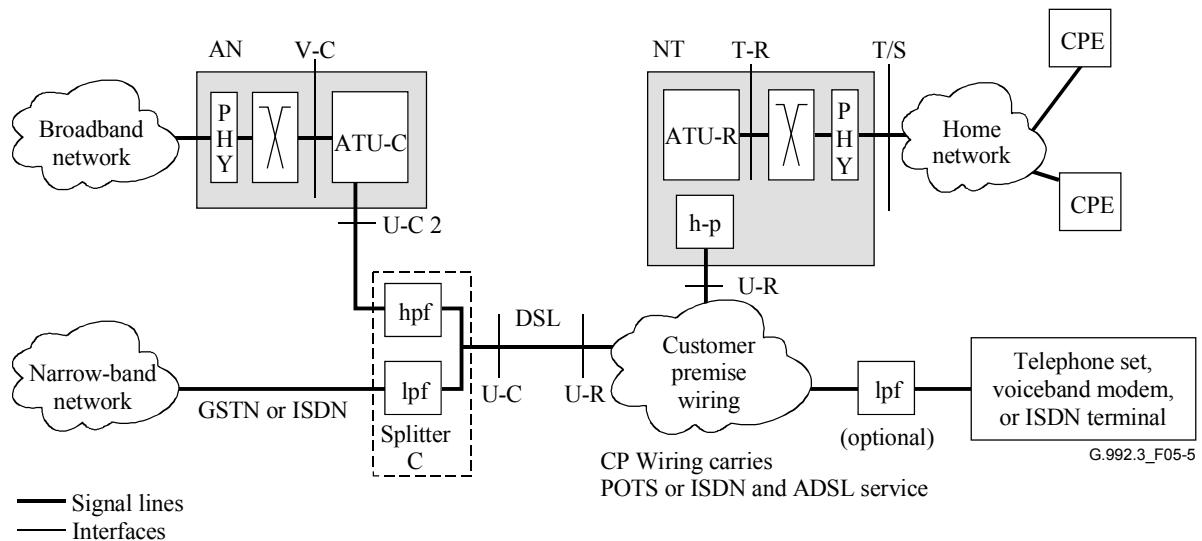 AN
V-C
NT
T-R
T/S
CPE
Broadband
network
P
H
Y
ATU-C
ATU-R
P
H
Y
Home
network
CPE
U-C 2
h-p
U-R
hpf
DSL
Narrow-band
network
GSTN or ISDN
lpf
Splitter
C
U-C
U-R
Customer
premise
wiring
lpf
(optional)
Telephone set,
voiceband modem,
or ISDN terminal
G.992.3_F05-5
CP Wiring carries
POTS or ISDN and ADSL service
Signal lines
Interfaces